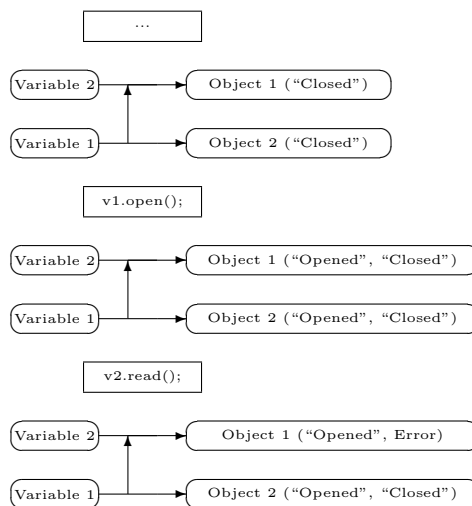 ...
Variable 2 Object 1 (“Closed”)
Variable 1 Object 2 (“Closed”)
v1.open();
Variable 2 Object 1 (“Opened”, “Closed”)
Variable 1 Object 2 (“Opened”, “Closed”)
v2.read();
Variable 2 Object 1 (“Opened”, Error)
Variable 1 Object 2 (“Opened”, “Closed”)